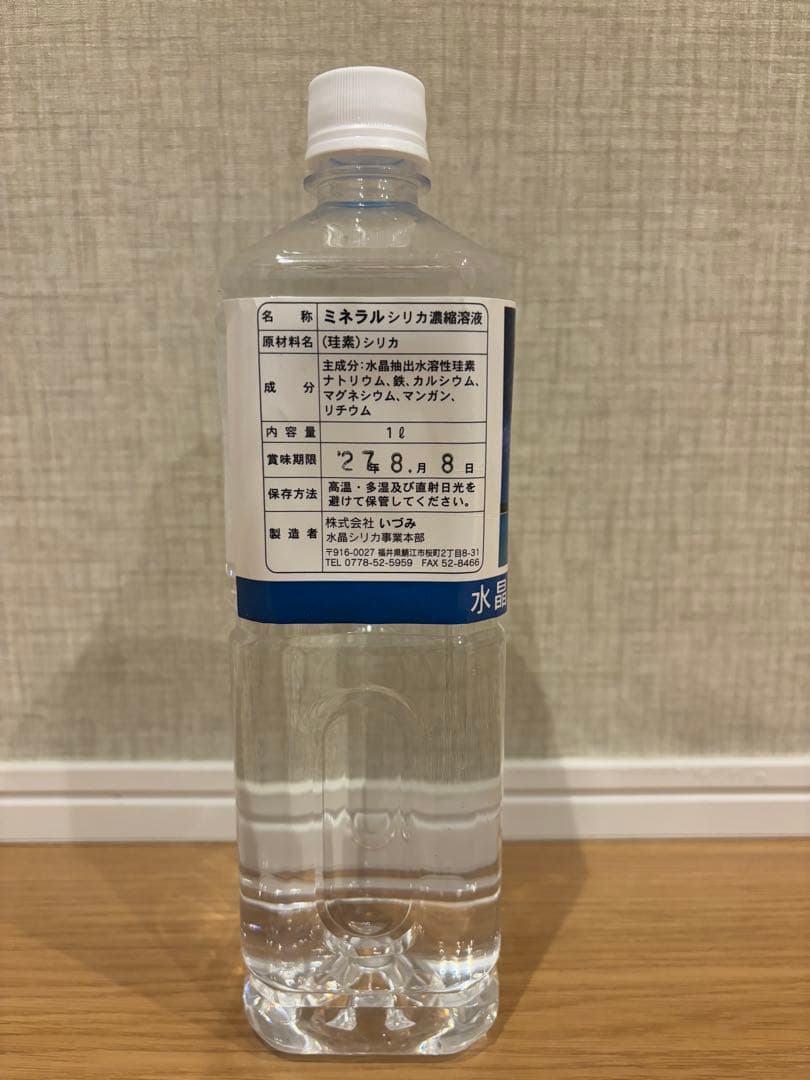 名称 ミネラルシリカ濃縮溶液
原材料名 (珪素)シリカ
成分 主成分:水晶抽出水溶性珪素
ナトリウム、鉄、カルシウム、
マグネシウム、マンガン、
リチウム
内容量 1ℓ
賞味期限 '27年 8.月 8日
保存方法 高温・多湿及び直射日光を
避けて保管してください。
製造者 株式会社 いづみ
水晶シリカ事業本部
〒916-0027 福井県鯖江市桜町2丁目8-31
TEL 0778-52-5959 FAX 52-8466
水晶